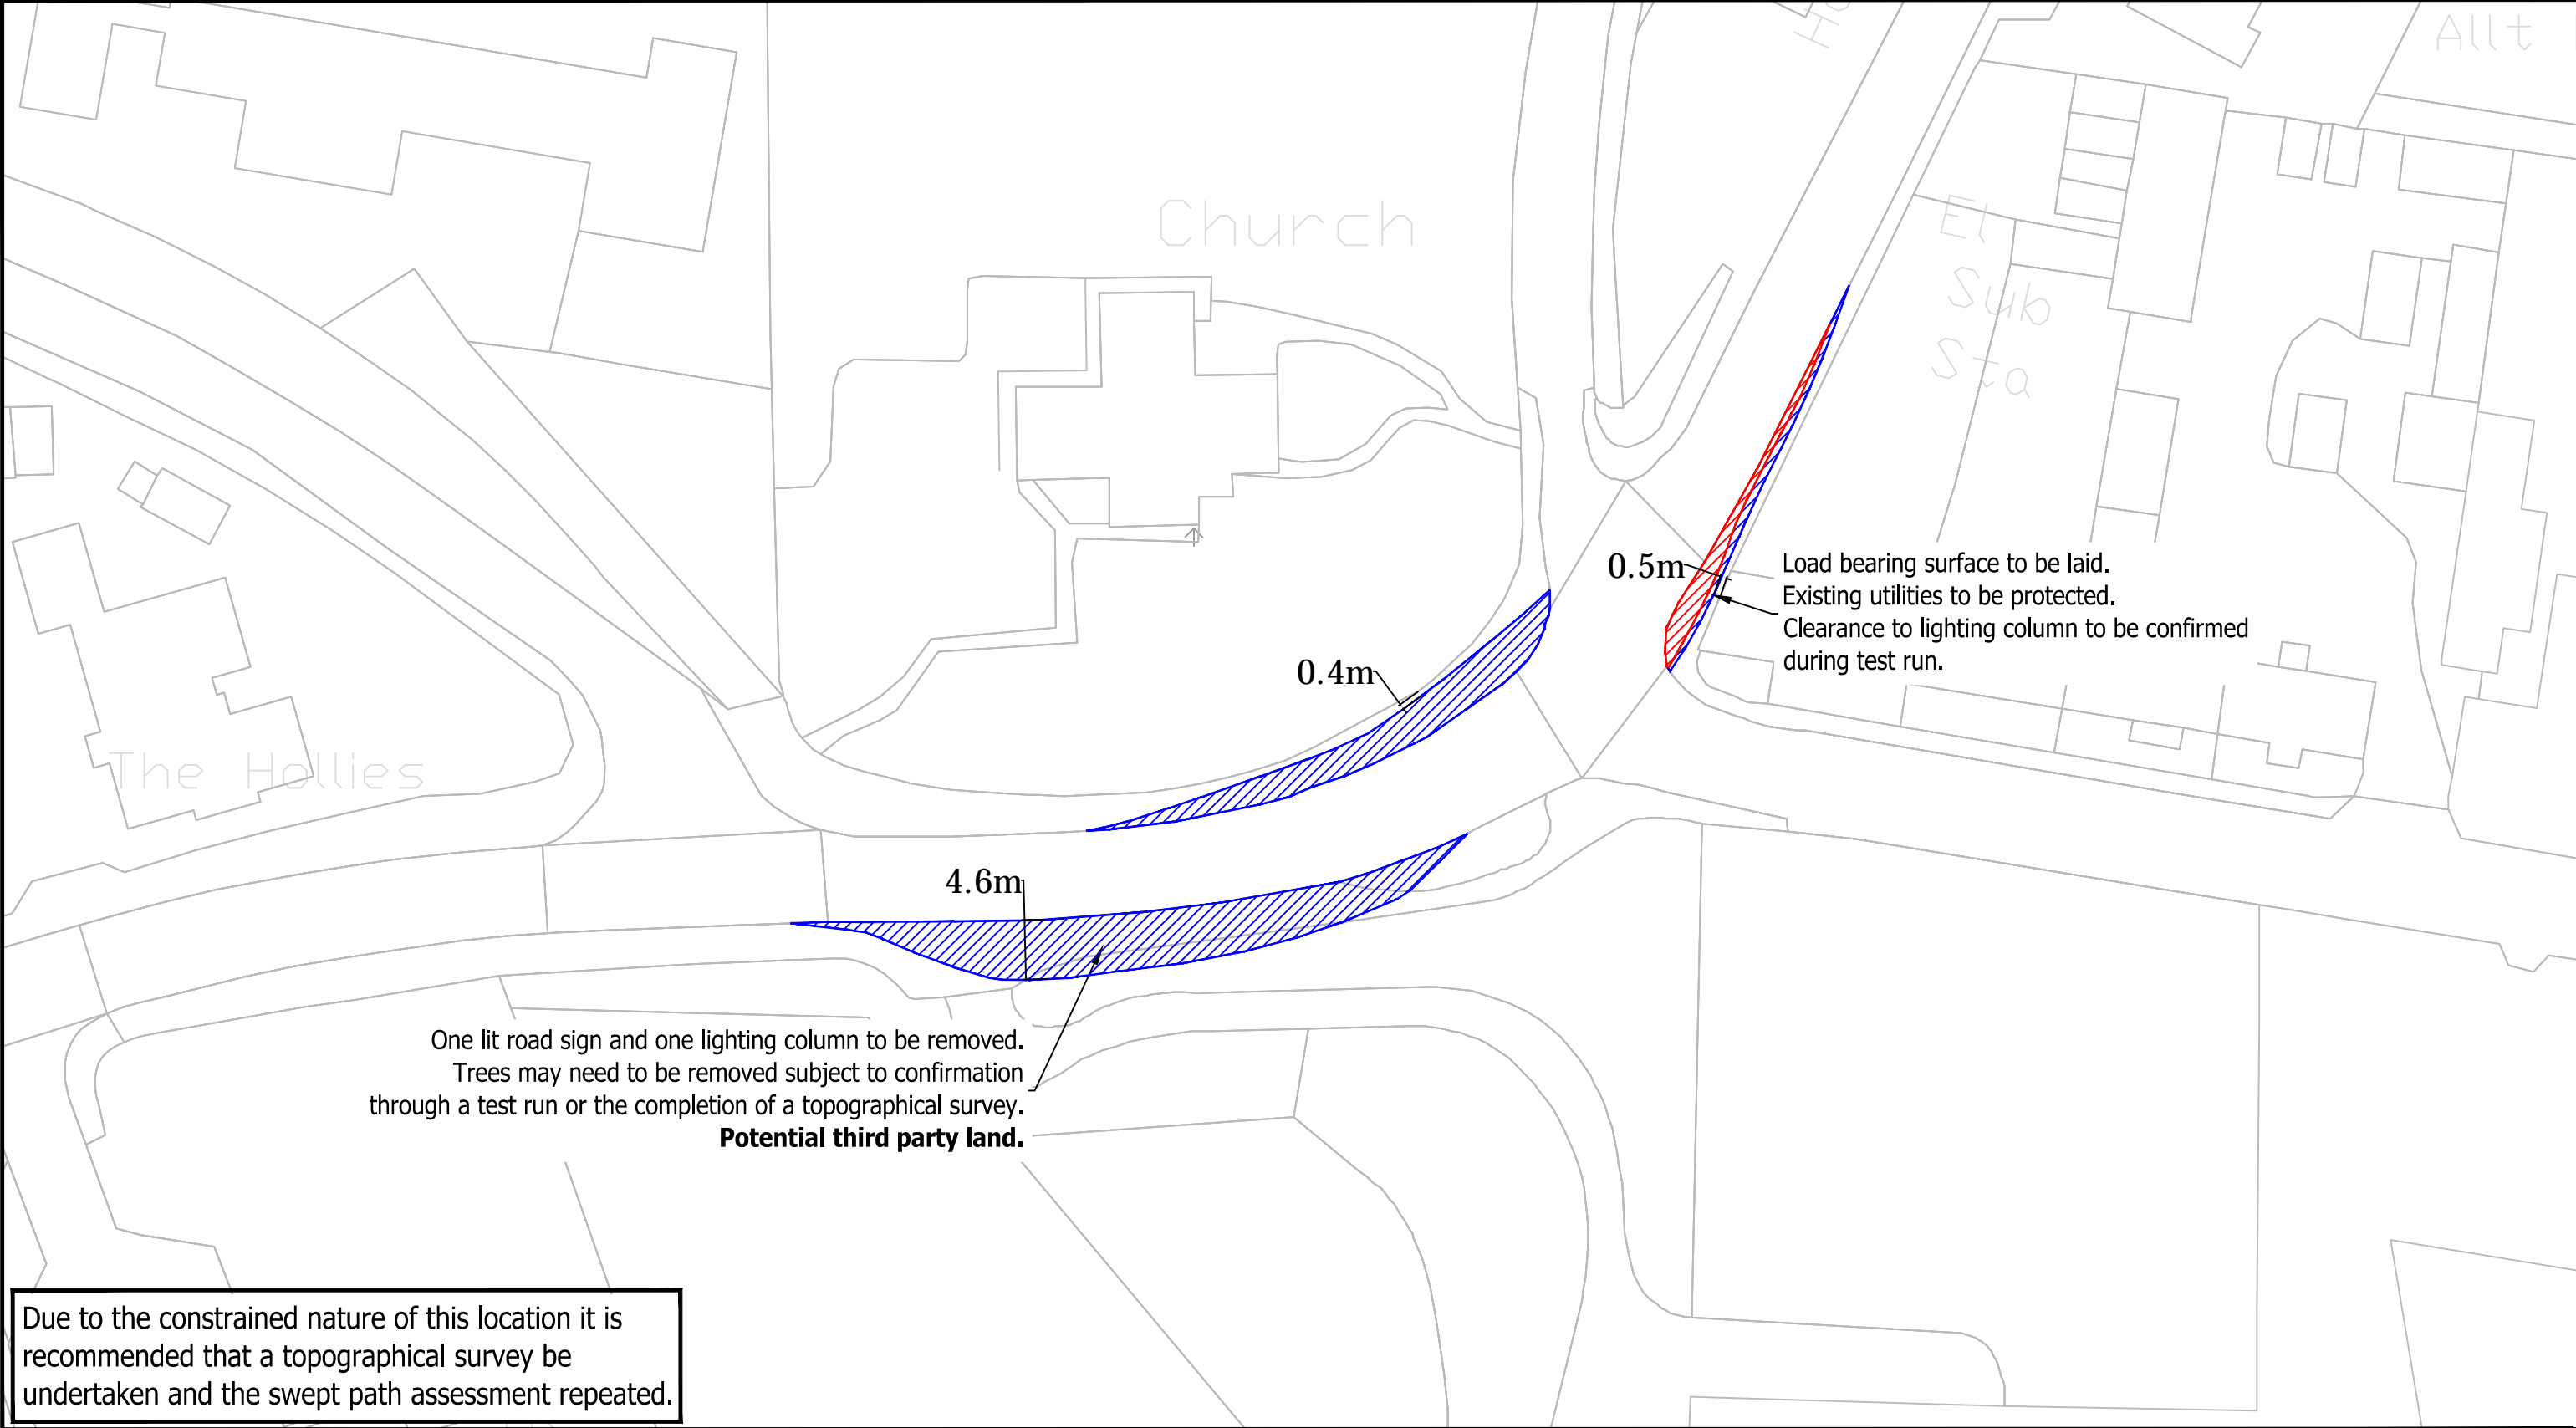 Allt
Church
El
Sub
Sta
0.5m
Load bearing surface to be laid.
Existing utilities to be protected.
Clearance to lighting column to be confirmed
during test run.
0.4m
The Hollies
4.6m
One lit road sign and one lighting column to be removed.
Trees may need to be removed subject to confirmation
through a test run or the completion of a topographical survey.
Potential third party land.
Due to the constrained nature of this location it is
recommended that a topographical survey be
undertaken and the swept path assessment repeated.